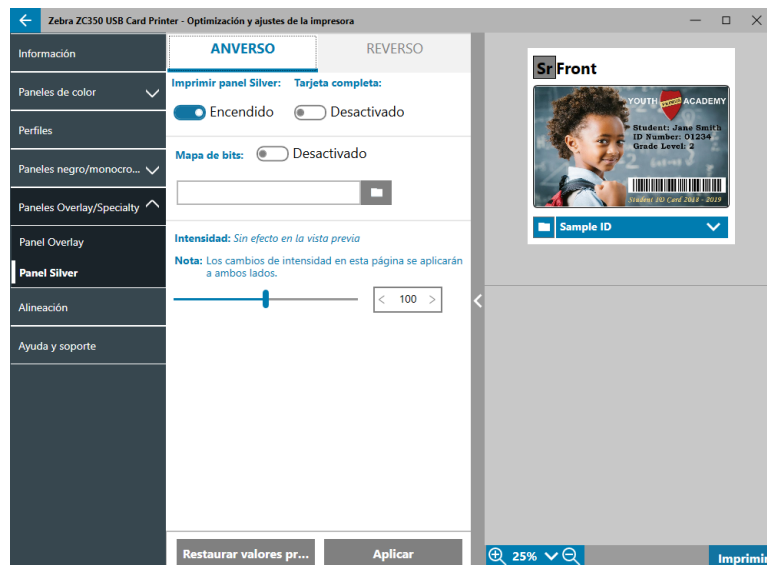 Zebra ZC350 USB Card Printer - Optimización y ajustes de la impresora
Información
Paneles de color
Perfiles
Paneles negro/monocro...
Paneles Overlay/Specialty
Panel Overlay
Panel Silver
Alineación
Ayuda y soporte
ANVERSO REVERSO
Imprimir panel Silver: Tarjeta completa:
Encendido Desactivado
Mapa de bits: Desactivado
Intensidad: Sin efecto en la vista previa
Nota: Los cambios de intensidad en esta página se aplicarán
a ambos lados.
< 100 >
Restaurar valores pr... Aplicar
Sr Front
YOUTH ACADEMY
Student: Jane Smith
ID Number: 01234
Grade Level: 2
Student I/D Card 2018 - 2019
Sample ID
25%
Imprimir